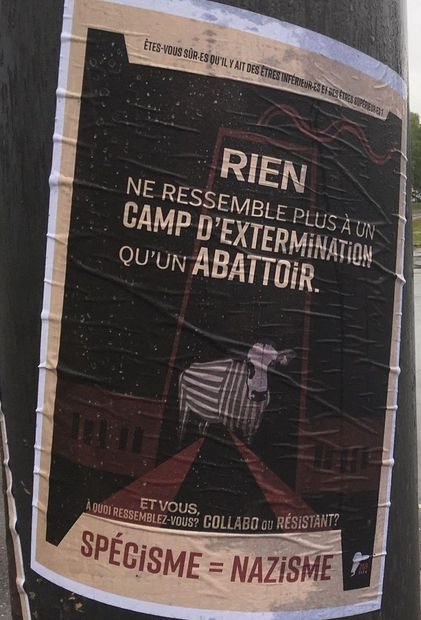 ÊTES-VOUS SÛR·ES QU'IL Y AIT DES ÊTRES INFÉRIEUR·ES ET DES ÊTRES SUPÉRIEUR·ES ?
RIEN
NE RESSEMBLE PLUS À UN
CAMP D'EXTERMINATION
QU'UN ABATTOIR.
ET VOUS,
À QUOI RESSEMBLEZ-VOUS? COLLABO OU RÉSISTANT?
SPÉCISME = NAZISME